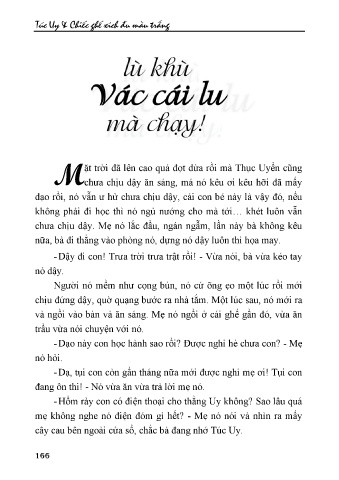 Túc Uy & Chiếc ghế xích đu màu trắng
lù khù
Vác cái lu
mà chạy!
Mặt trời đã lên cao quá đọt dừa rồi mà Thục Uyển cũng
chưa chịu dậy ăn sáng, má nó kêu ơi kêu hỡi đã mấy
dạo rồi, nó vẫn ư hử chưa chịu dậy, cái con bé này là vậy đó, nếu
không phải đi học thì nó ngủ nướng cho mà tới... khét luôn vẫn
chưa chịu dậy. Mẹ nó lắc đầu, ngán ngẩm, lần này bà không kêu
nữa, bà đi thẳng vào phòng nó, dựng nó dậy luôn thì họa may.
- Dậy đi con! Trưa trời trưa trật rồi! - Vừa nói, bà vừa kéo tay
nó dậy.
Người nó mềm như cọng bún, nó cứ ỏng ẹo một lúc rồi mới
chịu đứng dậy, quờ quạng bước ra nhà tắm. Một lúc sau, nó mới ra
và ngồi vào bàn và ăn sáng. Mẹ nó ngồi ở cái ghế gần đó, vừa ăn
trầu vừa nói chuyện với nó.
- Dạo này con học hành sao rồi? Được nghỉ hè chưa con? - Mẹ
nó hỏi.
- Dạ, tụi con còn gần tháng nữa mới được nghỉ mẹ ơi! Tụi con
đang ôn thi! - Nó vừa ăn vừa trả lời mẹ nó.
- Hổm rày con có điện thoại cho thằng Uy không? Sao lâu quá
mẹ không nghe nó điện đóm gì hết? - Mẹ nó nói và nhìn ra mấy
cây cau bên ngoài cửa sổ, chắc bà đang nhớ Túc Uy.
166